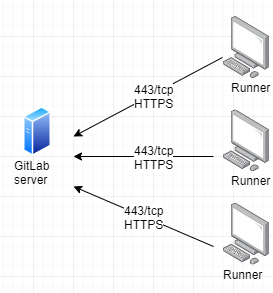 443/tcp
HTTPS
Runner
GitLab
server
443/tcp
HTTPS
Runner
443/tcp
HTTPS
Runner